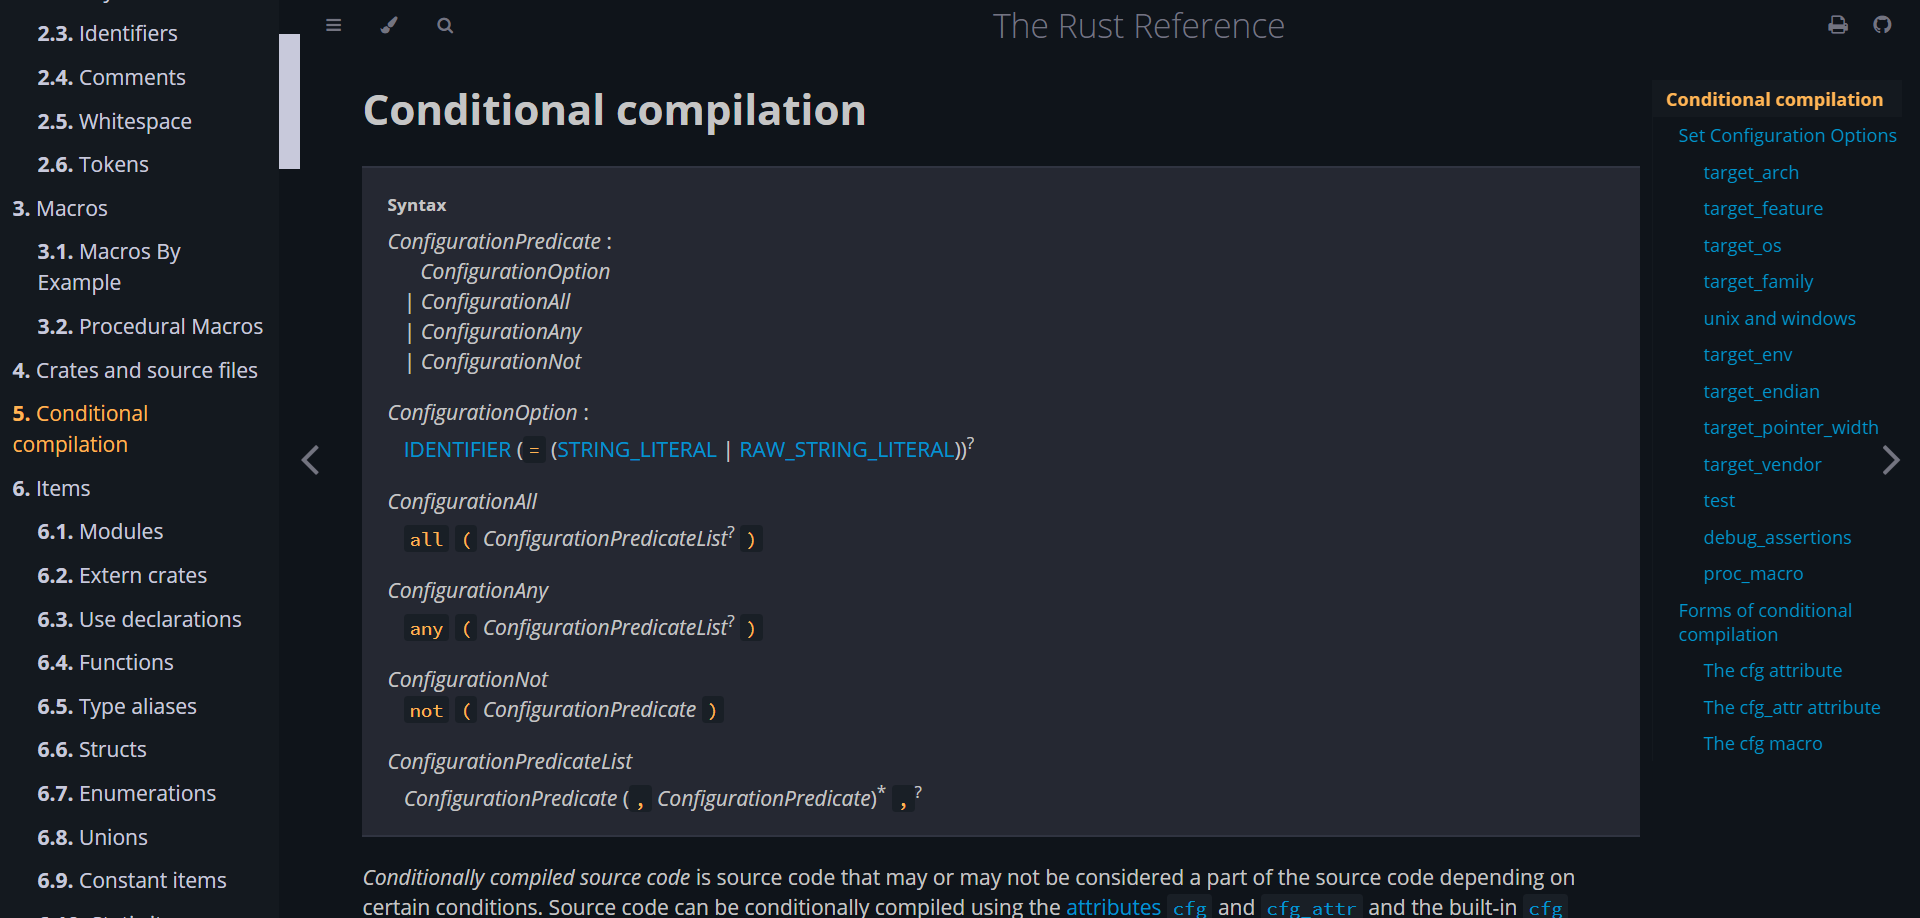 2.3. Identifiers
2.4. Comments
2.5. Whitespace
2.6. Tokens
3. Macros
3.1. Macros By
Example
3.2. Procedural Macros
4. Crates and source files
5. Conditional
compilation
6. Items
6.1. Modules
6.2. Extern crates
6.3. Use declarations
6.4. Functions
6.5. Type aliases
6.6. Structs
6.7. Enumerations
6.8. Unions
6.9. Constant items
The Rust Reference
Conditional compilation
Syntax
ConfigurationPredicate :
ConfigurationOption
| ConfigurationAll
| ConfigurationAny
| ConfigurationNot
ConfigurationOption :
IDENTIFIER ( = (STRING_LITERAL | RAW_STRING_LITERAL))?
ConfigurationAll
all ( ConfigurationPredicateList? )
ConfigurationAny
any ( ConfigurationPredicateList? )
ConfigurationNot
not ( ConfigurationPredicate )
ConfigurationPredicateList
ConfigurationPredicate ( , ConfigurationPredicate)* , ?
Conditionally compiled source code is source code that may or may not be considered a part of the source code depending on
certain conditions. Source code can be conditionally compiled using the attributes cfg and cfg_attr and the built-in cfg
Conditional compilation
Set Configuration Options
target_arch
target_feature
target_os
target_family
unix and windows
target_env
target_endian
target_pointer_width
target_vendor
test
debug_assertions
proc_macro
Forms of conditional
compilation
The cfg attribute
The cfg_attr attribute
The cfg macro